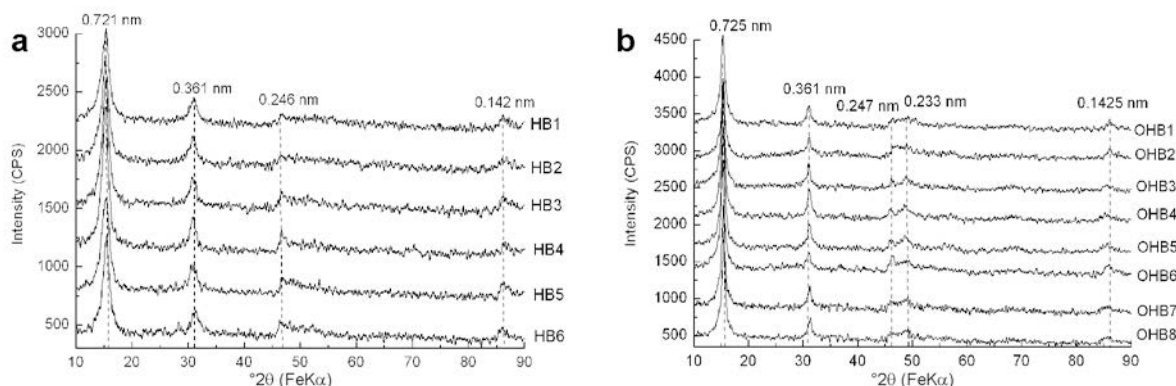 a
0.721 nm
0.361 nm
0.246 nm
0.142 nm
Intensity (CPS)
3000
2500
2000
1500
1000
500
HB1
HB2
HB3
HB4
HB5
HB6
10 20 30 40 50 60 70 80 90
°2θ (FeKα)
b
0.725 nm
0.361 nm
0.247 nm
0.233 nm
0.1425 nm
Intensity (CPS)
4500
4000
3500
3000
2500
2000
1500
1000
500
OHB1
OHB2
OHB3
OHB4
OHB5
OHB6
OHB7
OHB8
10 20 30 40 50 60 70 80 90
°2θ (FeKα)